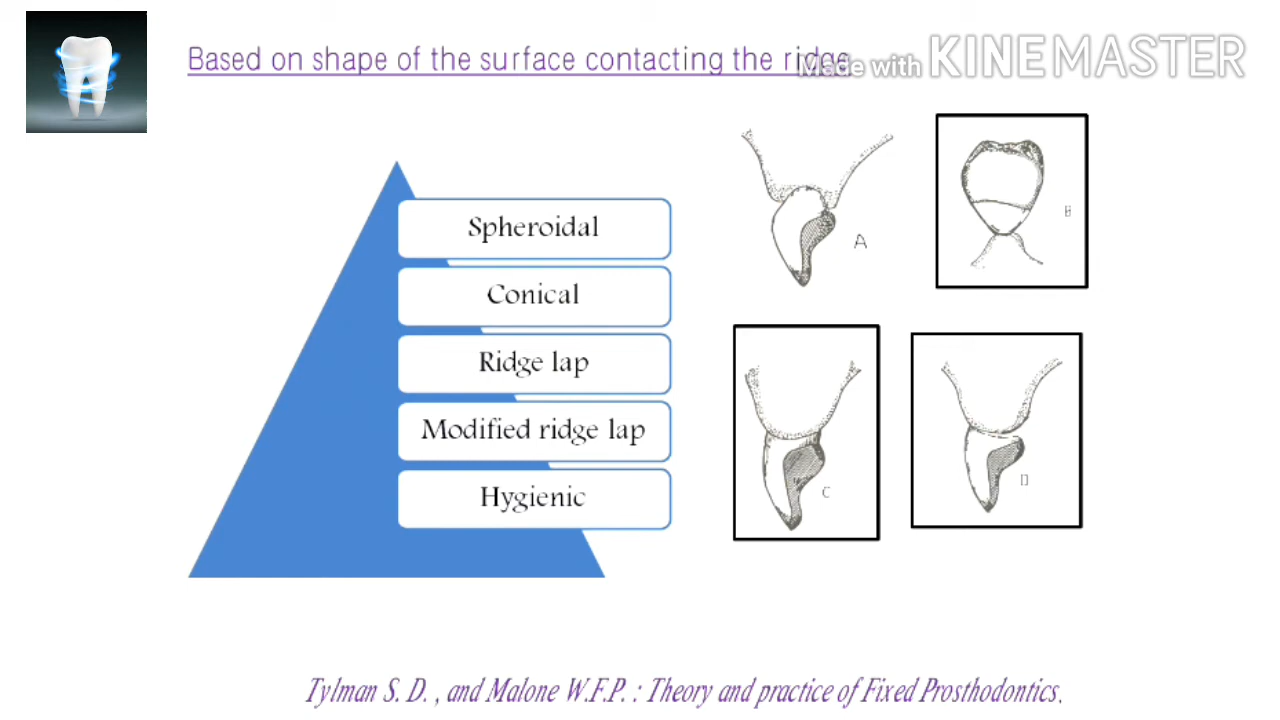 Based on shape of the surface contacting the ridge
Made with KINEMASTER
Spheroidal
Conical
Ridge lap
Modified ridge lap
Hygienic
A
B
C
D
Tylman S. D. , and Malone W.F.P. : Theory and practice of Fixed Prosthodontics.